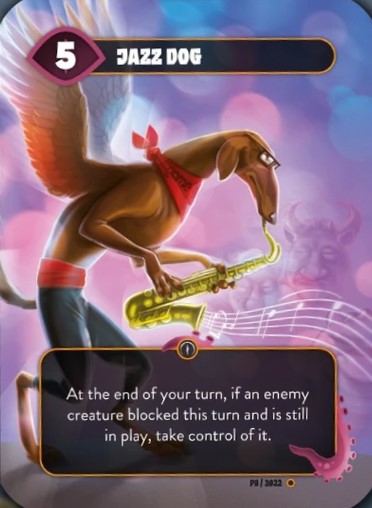 5
JAZZ DOG
At the end of your turn, if an enemy
creature blocked this turn and is still
in play, take control of it.